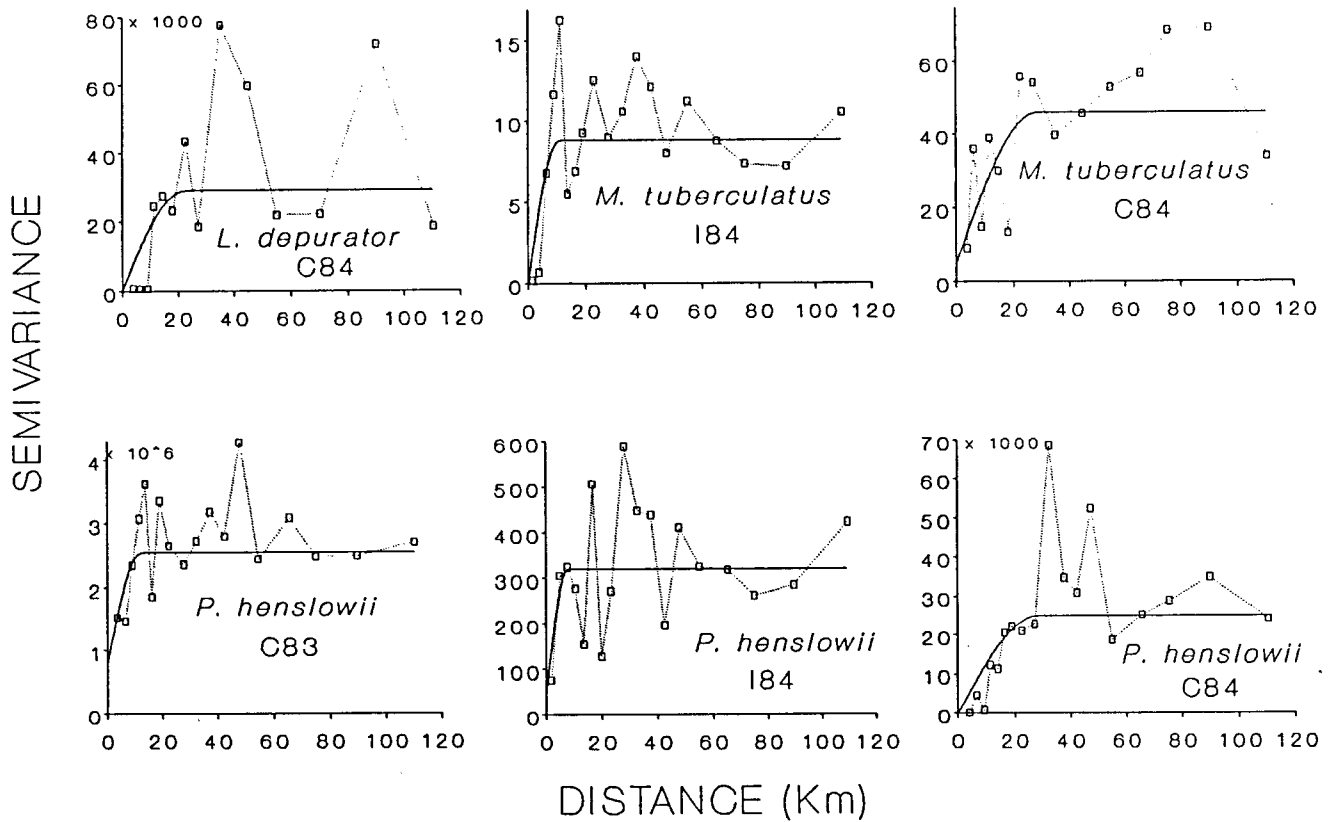 SEMIVARIANCE
80 x 1000
60
40
20
0
0 20 40 60 80 100 120
L. depurator
C84
15
10
5
0
0 20 40 60 80 100 120
M. tuberculatus
I84
60
40
20
0
0 20 40 60 80 100 120
M. tuberculatus
C84
4 x 10^6
3
2
1
0
0 20 40 60 80 100 120
P. henslowii
C83
600
500
400
300
200
100
0
0 20 40 60 80 100 120
P. henslowii
I84
70 x 1000
60
50
40
30
20
10
0
0 20 40 60 80 100 120
P. henslowii
C84
DISTANCE (Km)